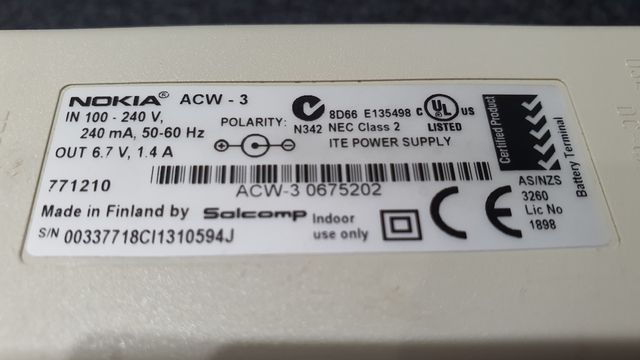 NOKIA® ACW - 3
IN 100 - 240 V,
240 mA, 50-60 Hz
OUT 6.7 V, 1.4 A
POLARITY:
- +
N342
8D66 E135498
NEC Class 2
ITE POWER SUPPLY
C UL US
LISTED
Certified Product
Battery Terminal
771210
ACW-3 0675202
Made in Finland by Salcomp
Indoor
use only
CE
AS/NZS
3260
Lic No
1898
S/N 00337718CI1310594J